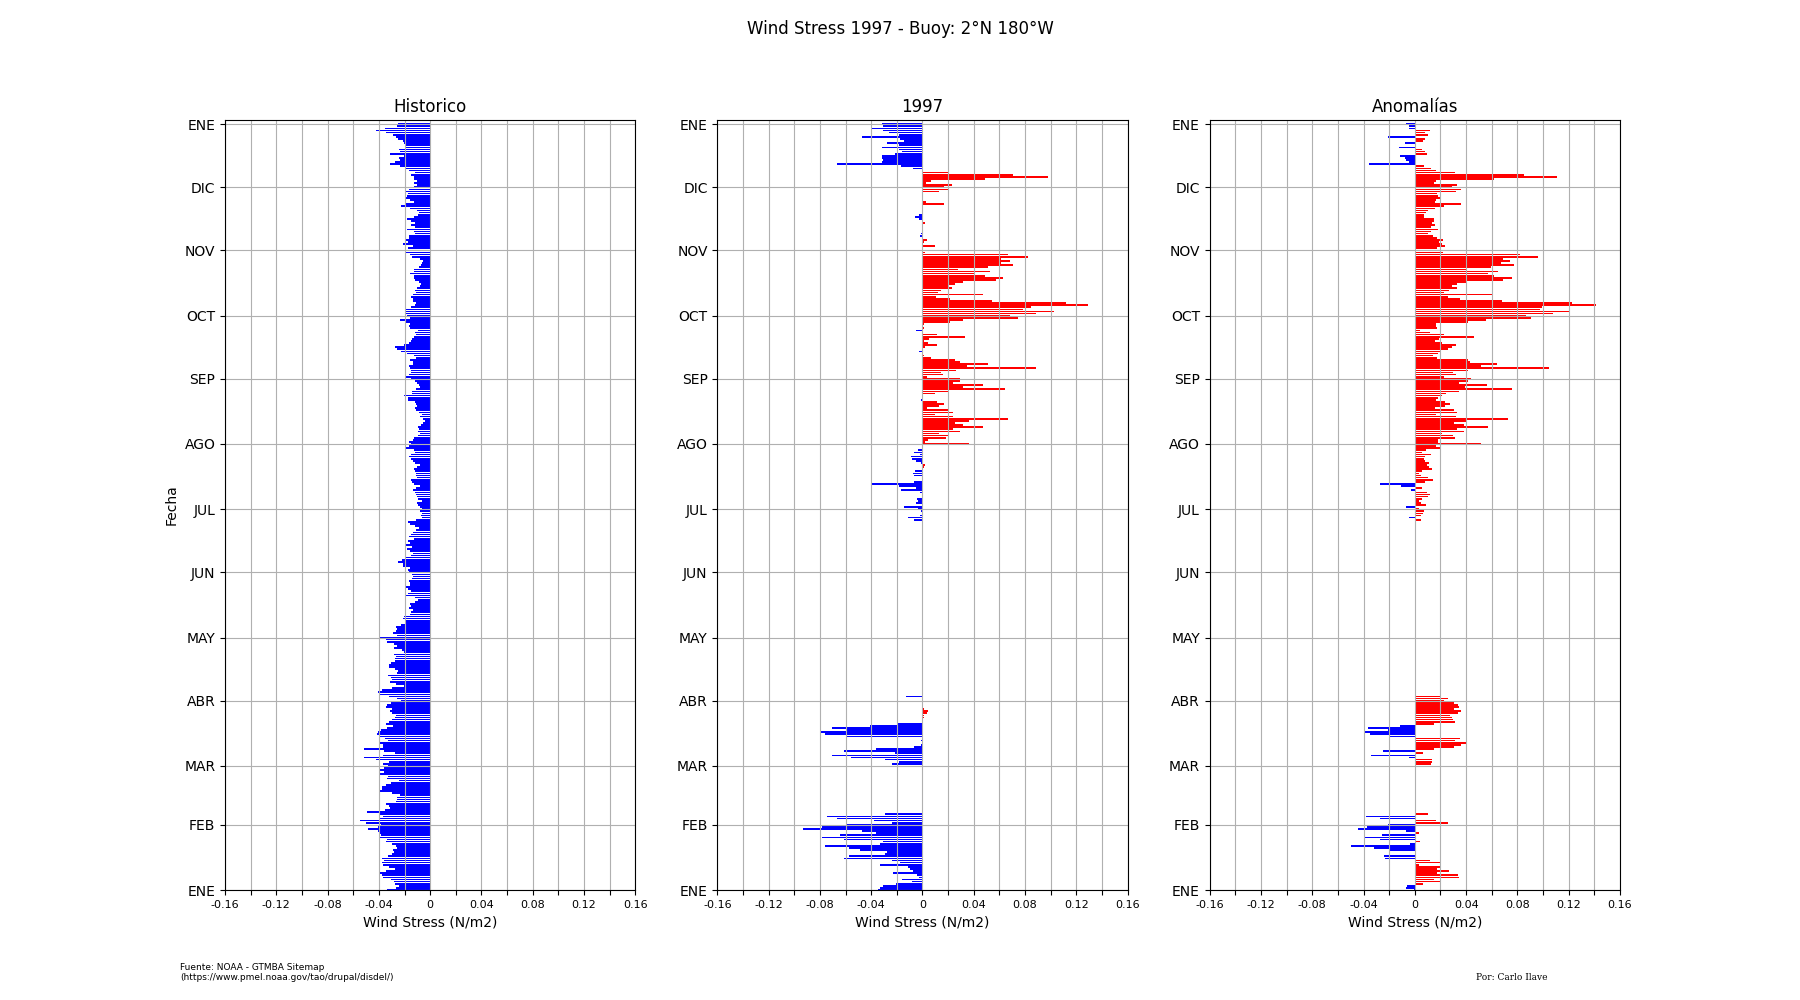 Wind Stress 1997 - Buoy: 2°N 180°W
Historico
1997
Anomalías
Fecha
ENE
DIC
NOV
OCT
SEP
AGO
JUL
JUN
MAY
ABR
MAR
FEB
ENE
-0.16 -0.12 -0.08 -0.04 0 0.04 0.08 0.12 0.16
Wind Stress (N/m2)
ENE
DIC
NOV
OCT
SEP
AGO
JUL
JUN
MAY
ABR
MAR
FEB
ENE
-0.16 -0.12 -0.08 -0.04 0 0.04 0.08 0.12 0.16
Wind Stress (N/m2)
ENE
DIC
NOV
OCT
SEP
AGO
JUL
JUN
MAY
ABR
MAR
FEB
ENE
-0.16 -0.12 -0.08 -0.04 0 0.04 0.08 0.12 0.16
Wind Stress (N/m2)
Fuente: NOAA - GTMBA Sitemap
(https://www.pmel.noaa.gov/tao/drupal/disdel/)
Por: Carlo Ilave